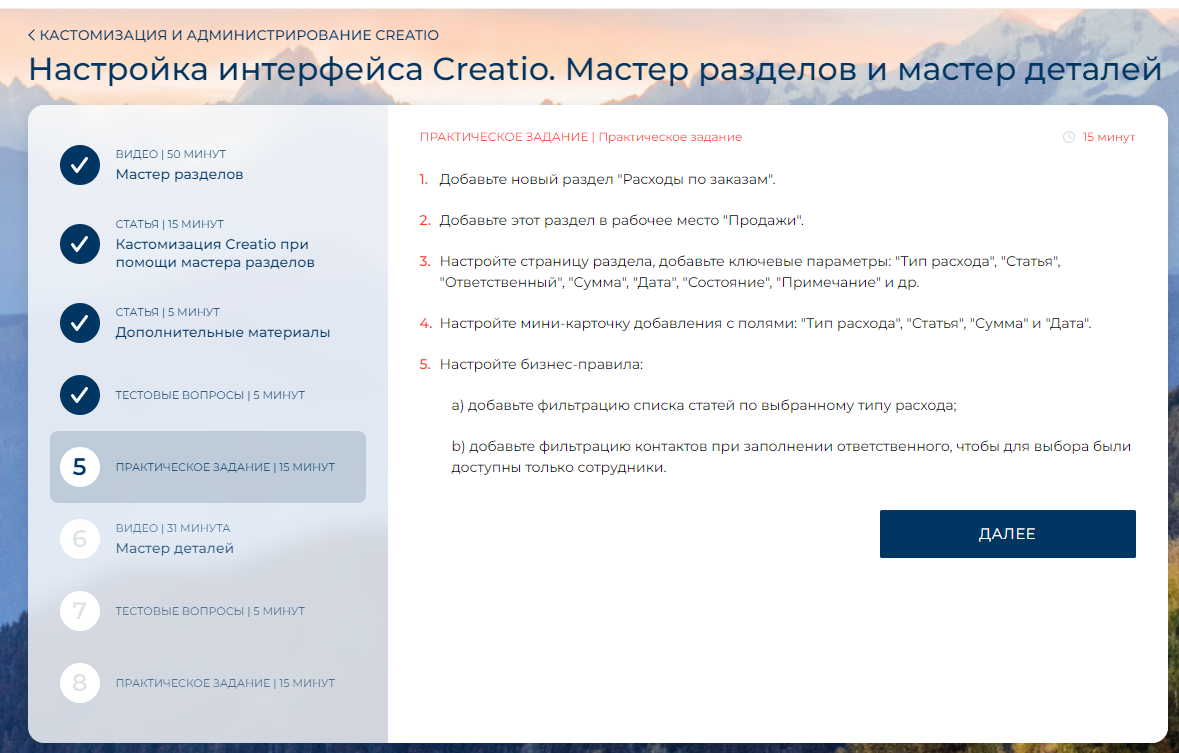 КАСТОМИЗАЦИЯ И АДМИНИСТРИРОВАНИЕ CREATIO
Настройка интерфейса Creatio. Мастер разделов и мастер деталей
ВИДЕО | 50 МИНУТ
Мастер разделов
СТАТЬЯ | 15 МИНУТ
Кастомизация Creatio при
помощи мастера разделов
СТАТЬЯ | 5 МИНУТ
Дополнительные материалы
ТЕСТОВЫЕ ВОПРОСЫ | 5 МИНУТ
5
ПРАКТИЧЕСКОЕ ЗАДАНИЕ | 15 МИНУТ
6
ВИДЕО | 31 МИНУТА
Мастер деталей
7
ТЕСТОВЫЕ ВОПРОСЫ | 5 МИНУТ
8
ПРАКТИЧЕСКОЕ ЗАДАНИЕ | 15 МИНУТ
ПРАКТИЧЕСКОЕ ЗАДАНИЕ | Практическое задание
15 минут
1. Добавьте новый раздел "Расходы по заказам".
2. Добавьте этот раздел в рабочее место "Продажи".
3. Настройте страницу раздела, добавьте ключевые параметры: "Тип расхода", "Статья",
"Ответственный", "Сумма", "Дата", "Состояние", "Примечание" и др.
4. Настройте мини-карточку добавления с полями: "Тип расхода", "Статья", "Сумма" и "Дата".
5. Настройте бизнес-правила:
a) добавьте фильтрацию списка статей по выбранному типу расхода;
b) добавьте фильтрацию контактов при заполнении ответственного, чтобы для выбора были
доступны только сотрудники.
ДАЛЕЕ